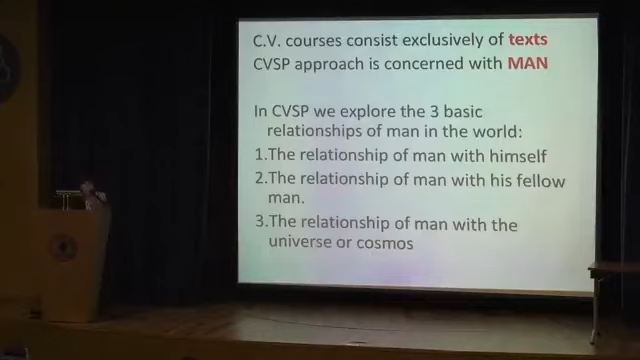 C.V. courses consist exclusively of texts
CVSP approach is concerned with MAN
In CVSP we explore the 3 basic
relationships of man in the world:
1.The relationship of man with himself
2.The relationship of man with his fellow
man.
3.The relationship of man with the
universe or cosmos